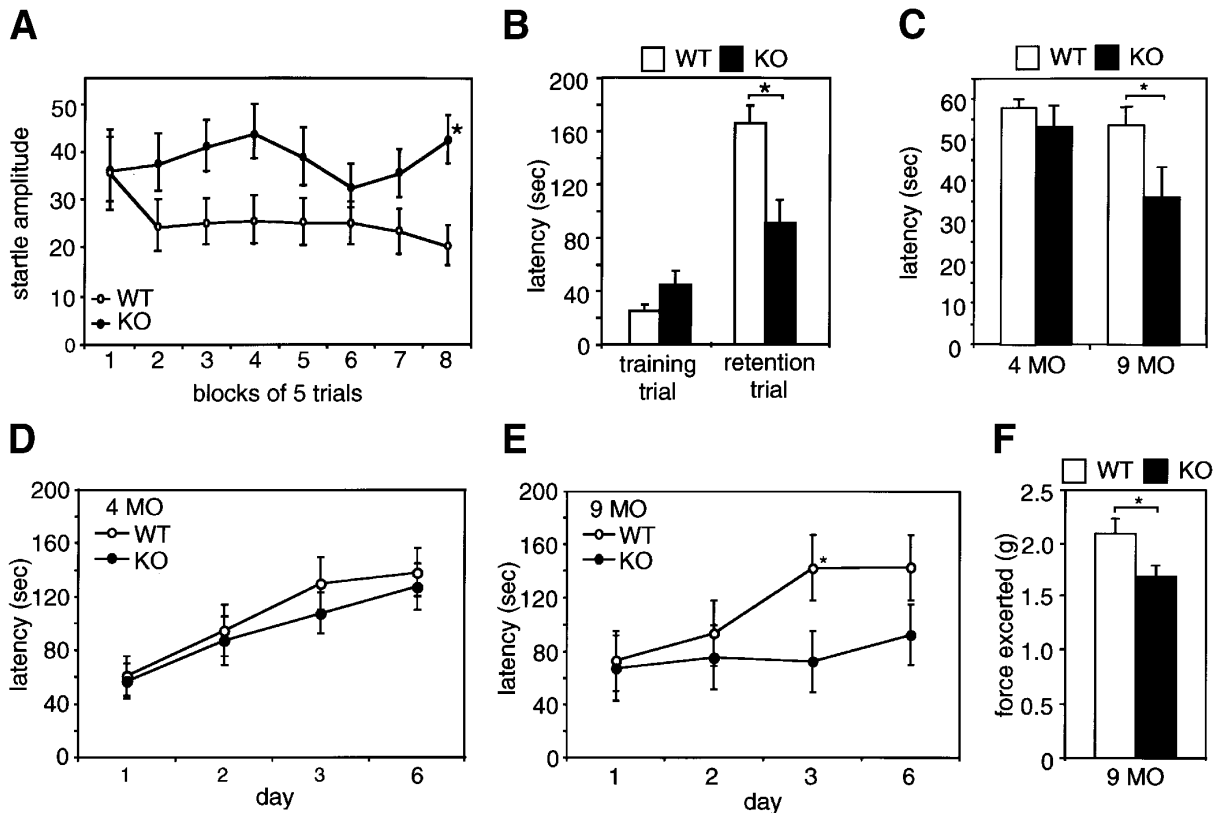 A
startle amplitude
50
40
30
20
10
0
WT
KO
1 2 3 4 5 6 7 8
*
blocks of 5 trials
B
WT KO
latency (sec)
200
160
120
80
40
0
*
training trial
retention trial
C
WT KO
latency (sec)
60
50
40
30
20
10
0
*
4 MO 9 MO
D
latency (sec)
200
160
120
80
40
0
4 MO
WT
KO
1 2 3 6
day
E
latency (sec)
200
160
120
80
40
0
9 MO
WT
KO
*
1 2 3 6
day
F
WT KO
force excerted (g)
2.5
2.0
1.5
1.0
0.5
0
*
9 MO